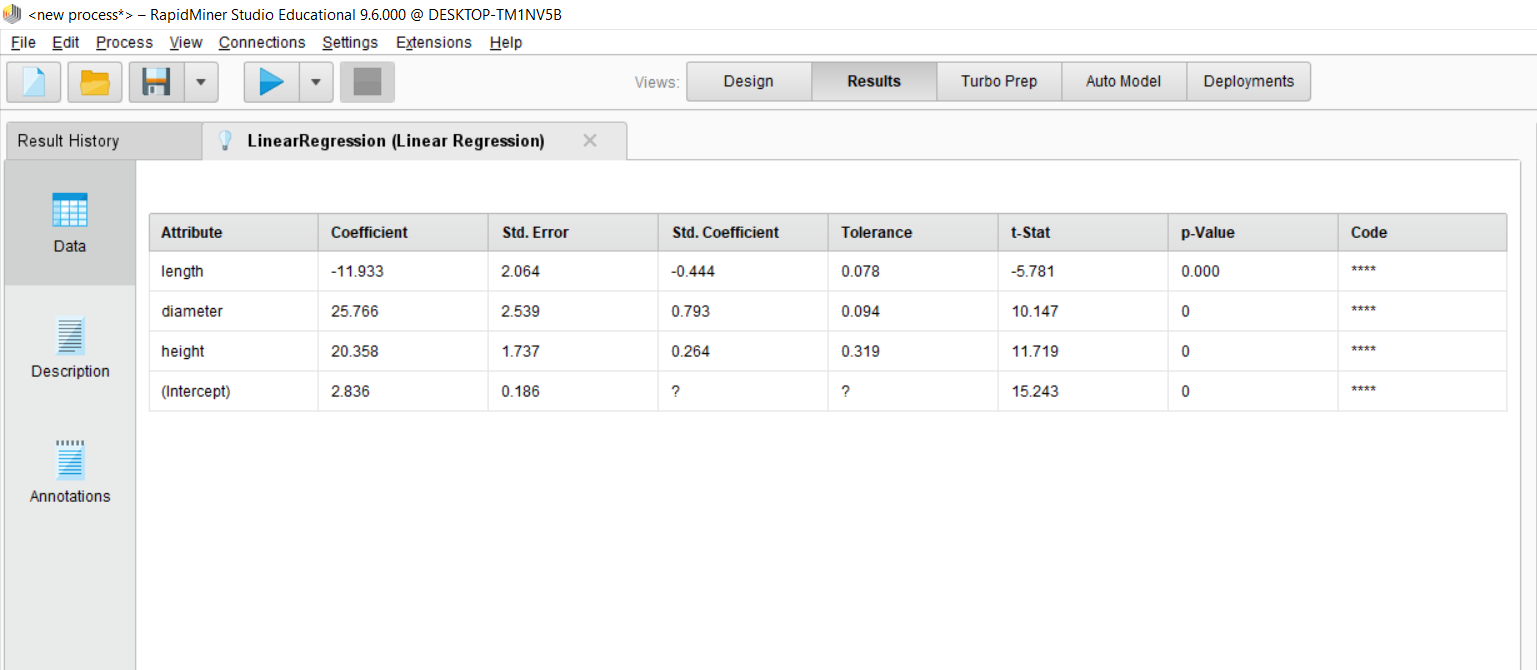 <new process*> – RapidMiner Studio Educational 9.6.000 @ DESKTOP-TM1NV5B
File Edit Process View Connections Settings Extensions Help
Views: Design Results Turbo Prep Auto Model Deployments
Result History LinearRegression (Linear Regression)
Data
Description
Annotations
Attribute Coefficient Std. Error Std. Coefficient Tolerance t-Stat p-Value Code
length -11.933 2.064 -0.444 0.078 -5.781 0.000 ****
diameter 25.766 2.539 0.793 0.094 10.147 0 ****
height 20.358 1.737 0.264 0.319 11.719 0 ****
(Intercept) 2.836 0.186 ? ? 15.243 0 ****